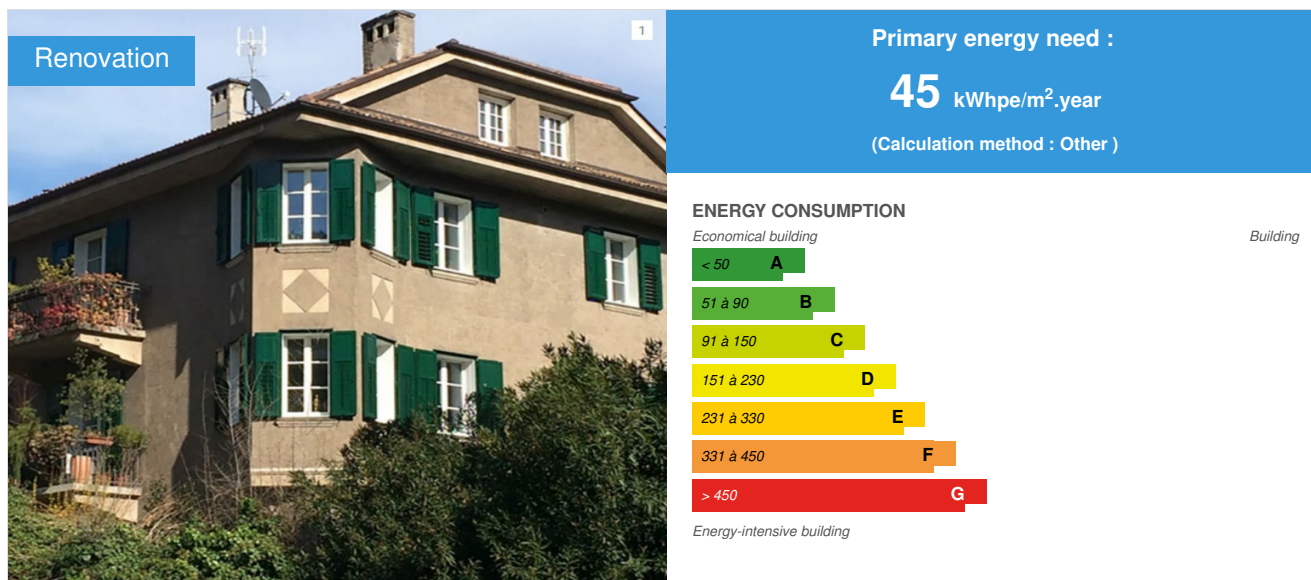 Renovation
1
Primary energy need :
45 kWhpe/m².year
(Calculation method : Other )
ENERGY CONSUMPTION
Economical building
Building
< 50 A
51 à 90 B
91 à 150 C
151 à 230 D
231 à 330 E
331 à 450 F
> 450 G
Energy-intensive building